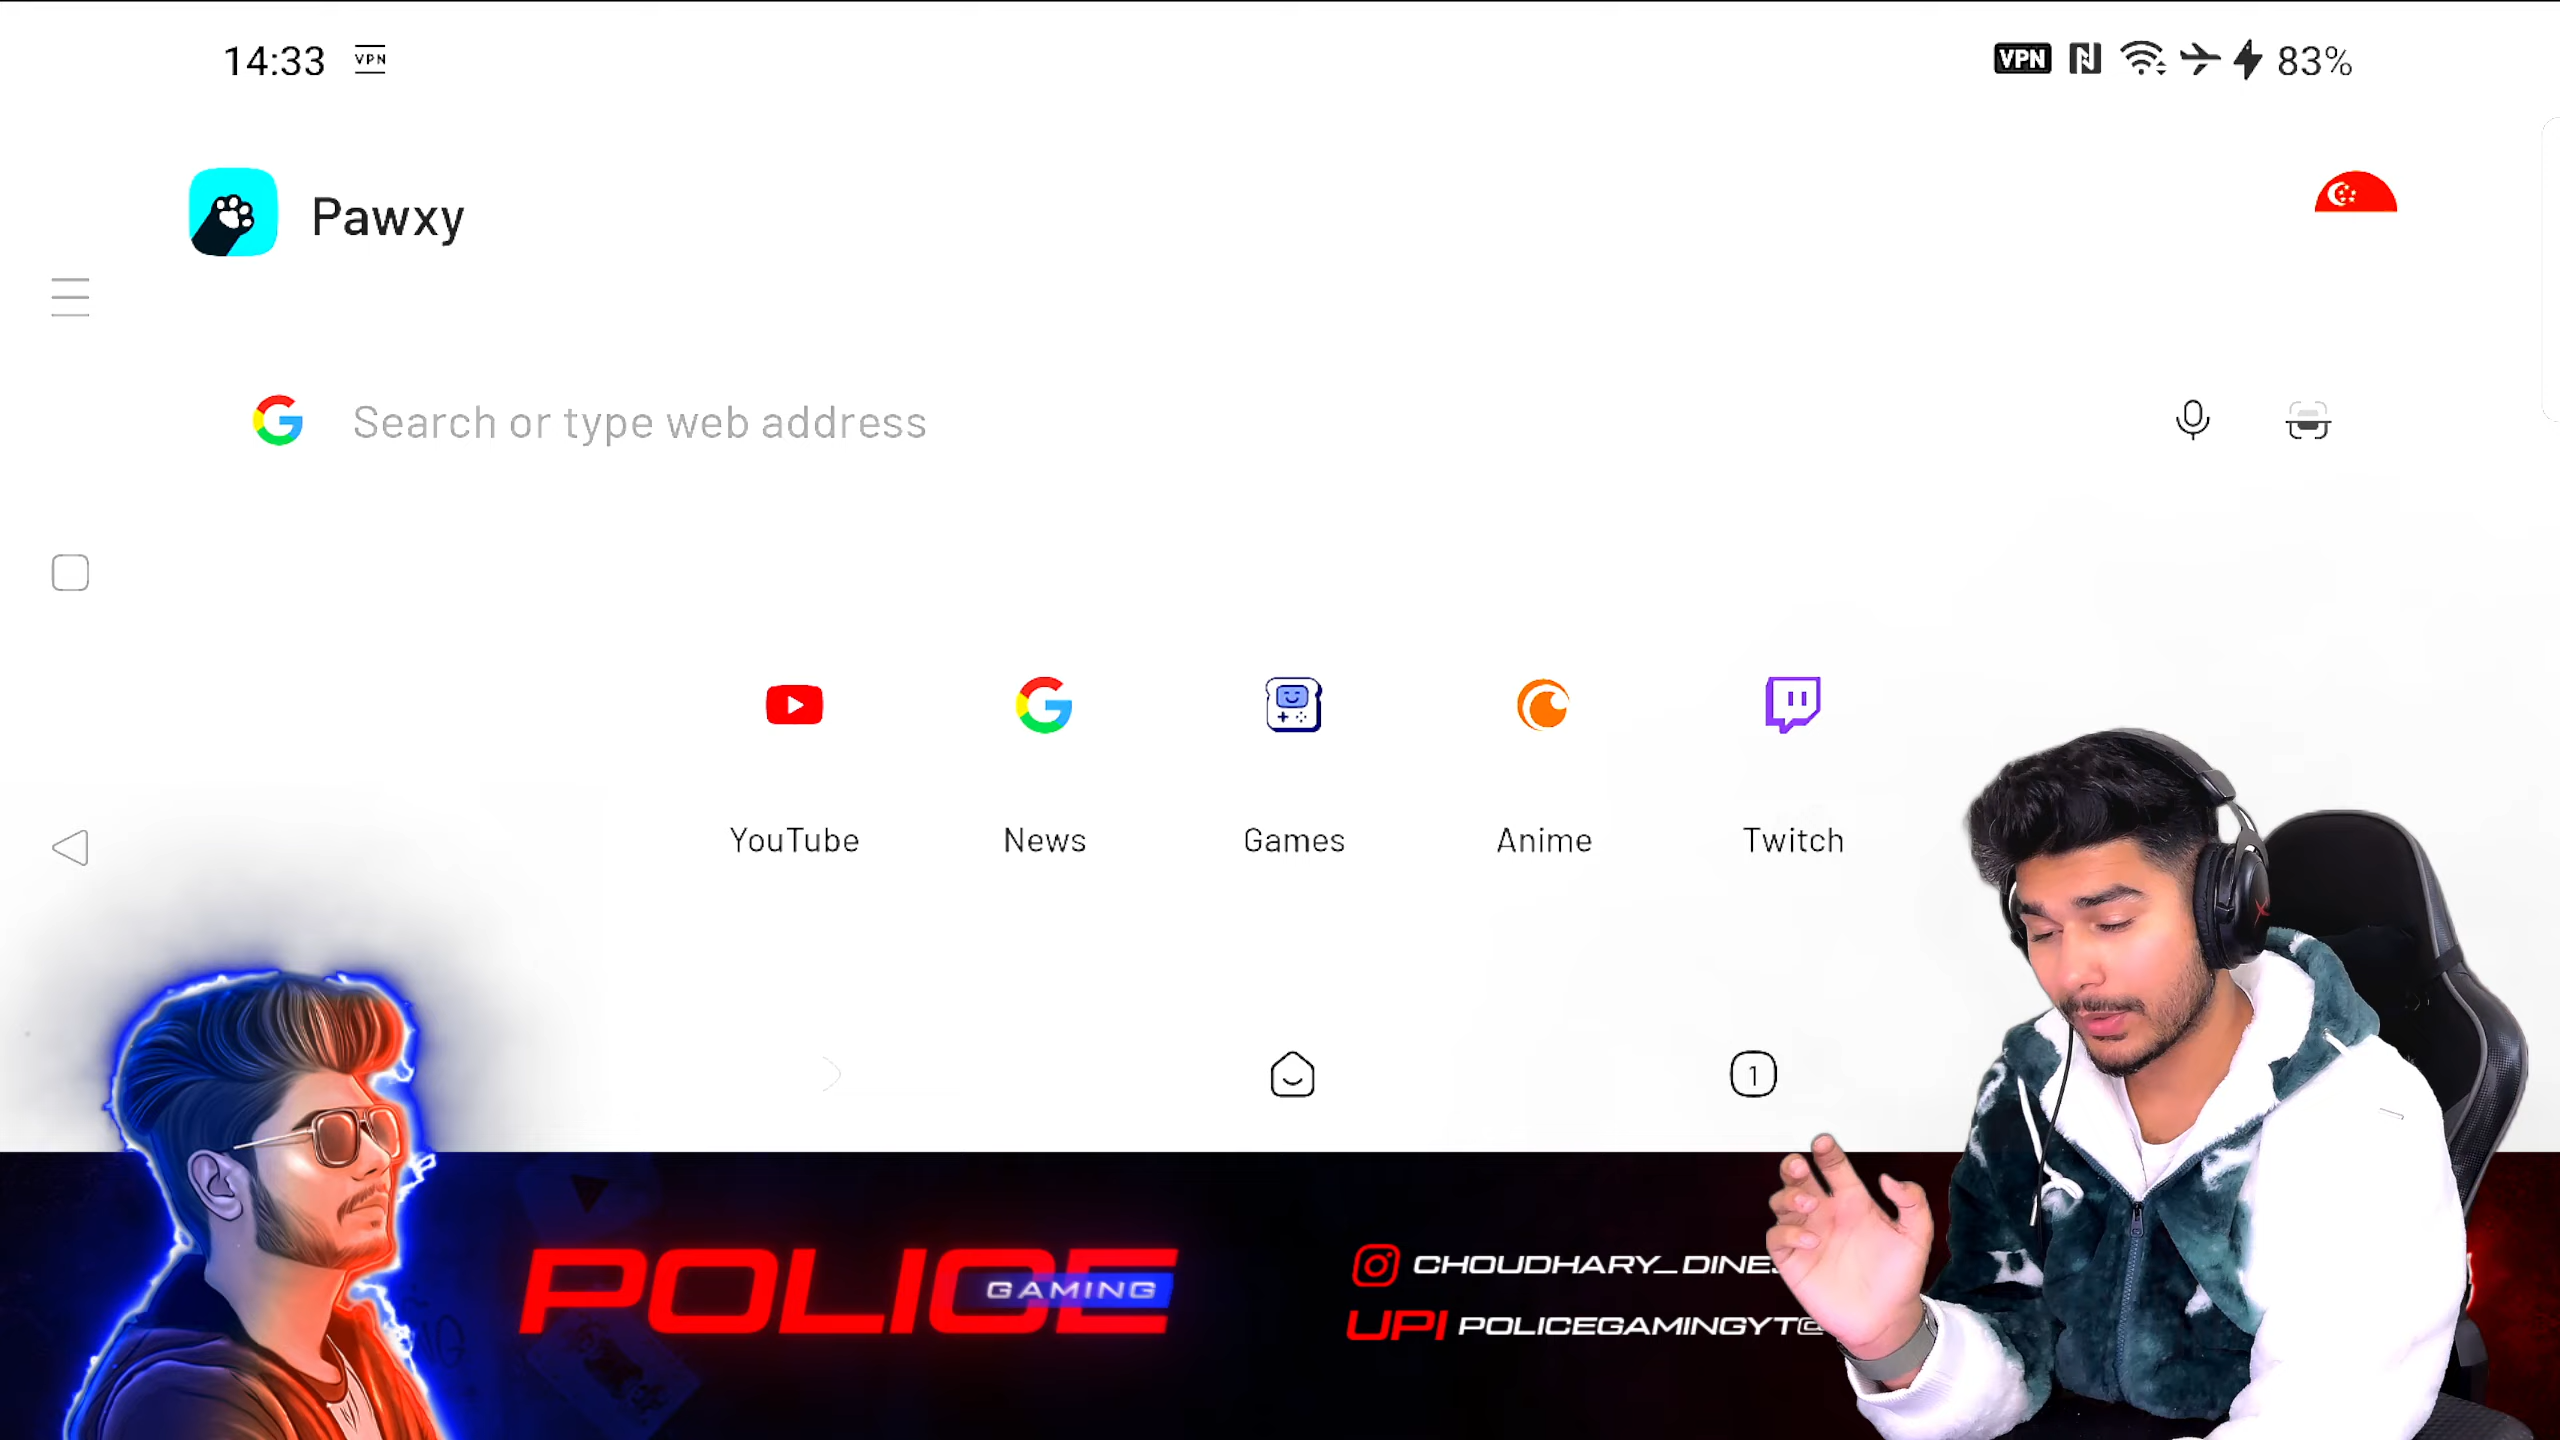 14:33 VPN
VPN 83%
Pawxy
Search or type web address
YouTube News Games Anime Twitch
1
POLICE
GAMING
CHOUDHARY_DINES
UPI POLICEGAMINGYT@